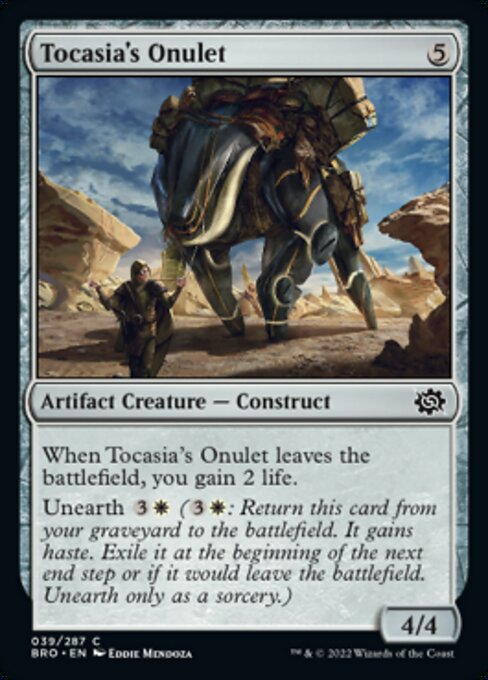 Tocasia's Onulet 5
Artifact Creature — Construct
When Tocasia's Onulet leaves the
battlefield, you gain 2 life.
Unearth 3 (3 : Return this card from
your graveyard to the battlefield. It gains
haste. Exile it at the beginning of the next
end step or if it would leave the battlefield.
Unearth only as a sorcery.)
4/4
039/287 C
BRO • EN Eddie Mendoza
™ & © 2022 Wizards of the Coast